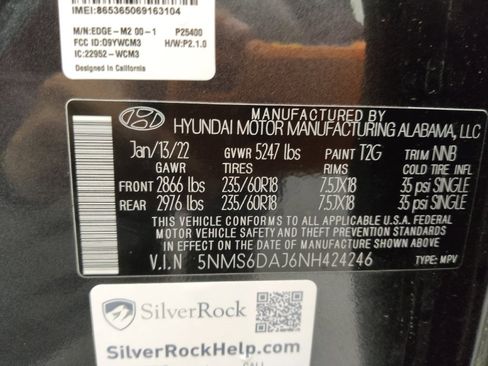 IMEI:865365069163104
M/N:EDGE-M2 00-1 P25400
FCC ID:O9YWCM3 H/W:P2.1.0
IC:22952-WCM3
Designed in California
MANUFACTURED BY
HYUNDAI MOTOR MANUFACTURING ALABAMA, LLC
Jan/13/22 GVWR 5247 lbs PAINT T2G TRIM NNB
GAWR TIRES RIMS COLD TIRE INFL
FRONT 2866 lbs 235/60R18 7.5JX18 35 psi SINGLE
REAR 2976 lbs 235/60R18 7.5JX18 35 psi SINGLE
THIS VEHICLE CONFORMS TO ALL APPLICABLE U.S.A FEDERAL
MOTOR VEHICLE SAFETY AND THEFT PREVENTION STANDARDS
IN EFFECT ON THE DATE OF MANUFACTURE SHOWN ABOVE.
V.I.N 5NMS6DAJ6NH424246 TYPE: MPV
SilverRock
SilverRockHelp.com
CALL